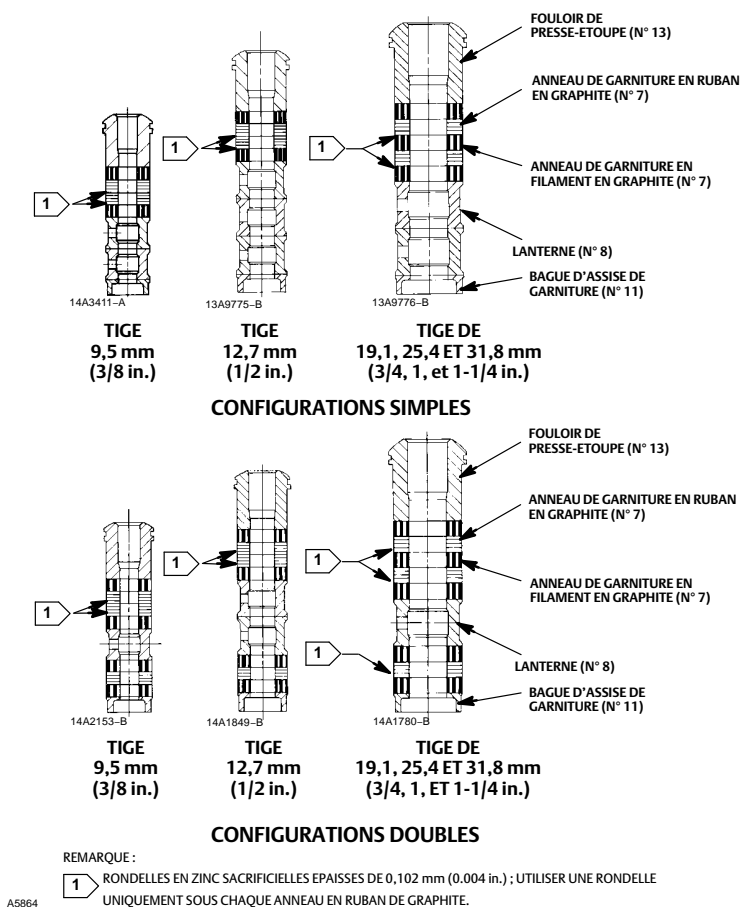 FOULOIR DE
PRESSE-ETOUPE (N° 13)
ANNEAU DE GARNITURE EN RUBAN
EN GRAPHITE (N° 7)
1
1
1
ANNEAU DE GARNITURE EN
FILAMENT EN GRAPHITE (N° 7)
LANTERNE (N° 8)
BAGUE D'ASSISE DE
GARNITURE (N° 11)
14A3411−A
13A9775−B
13A9776−B
TIGE
9,5 mm
(3/8 in.)
TIGE
12,7 mm
(1/2 in.)
TIGE DE
19,1, 25,4 ET 31,8 mm
(3/4, 1, et 1-1/4 in.)
CONFIGURATIONS SIMPLES
FOULOIR DE
PRESSE-ETOUPE (N° 13)
ANNEAU DE GARNITURE EN RUBAN
EN GRAPHITE (N° 7)
1
1
1
ANNEAU DE GARNITURE EN
FILAMENT EN GRAPHITE (N° 7)
1
LANTERNE (N° 8)
BAGUE D'ASSISE DE
GARNITURE (N° 11)
14A2153−B
14A1849−B
14A1780−B
TIGE
9,5 mm
(3/8 in.)
TIGE
12,7 mm
(1/2 in.)
TIGE DE
19,1, 25,4 ET 31,8 mm
(3/4, 1, ET 1-1/4 in.)
CONFIGURATIONS DOUBLES
REMARQUE :
1 RONDELLES EN ZINC SACRIFICIELLES EPAISSES DE 0,102 mm (0.004 in.) ; UTILISER UNE RONDELLE
UNIQUEMENT SOUS CHAQUE ANNEAU EN RUBAN DE GRAPHITE.
A5864